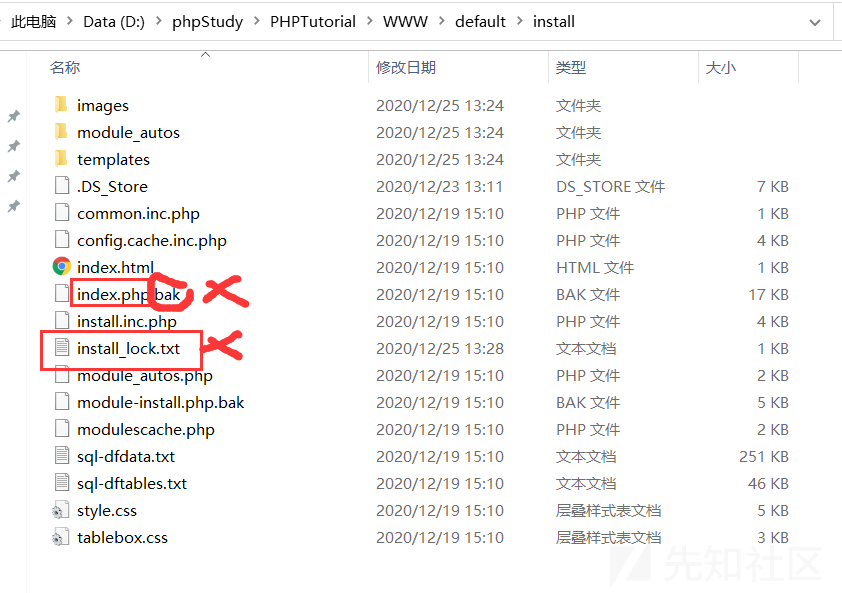 此电脑 > Data (D:) > phpStudy > PHPTutorial > WWW > default > install
名称 修改日期 类型 大小
images 2020/12/25 13:24 文件夹
module_autos 2020/12/25 13:24 文件夹
templates 2020/12/25 13:24 文件夹
.DS_Store 2020/12/23 13:11 DS_STORE 文件 7 KB
common.inc.php 2020/12/19 15:10 PHP 文件 1 KB
config.cache.inc.php 2020/12/19 15:10 PHP 文件 4 KB
index.html 2020/12/19 15:10 HTML 文件 1 KB
index.php.bak 2020/12/19 15:10 BAK 文件 17 KB
install.inc.php 2020/12/19 15:10 PHP 文件 4 KB
install_lock.txt 2020/12/25 13:28 文本文档 1 KB
module_autos.php 2020/12/19 15:10 PHP 文件 2 KB
module-install.php.bak 2020/12/19 15:10 BAK 文件 5 KB
modulescache.php 2020/12/19 15:10 PHP 文件 2 KB
sql-dfdata.txt 2020/12/19 15:10 文本文档 251 KB
sql-dftables.txt 2020/12/19 15:10 文本文档 46 KB
style.css 2020/12/19 15:10 层叠样式表文档 5 KB
tablebox.css 2020/12/19 15:10 层叠样式表文档 3 KB
先知社区